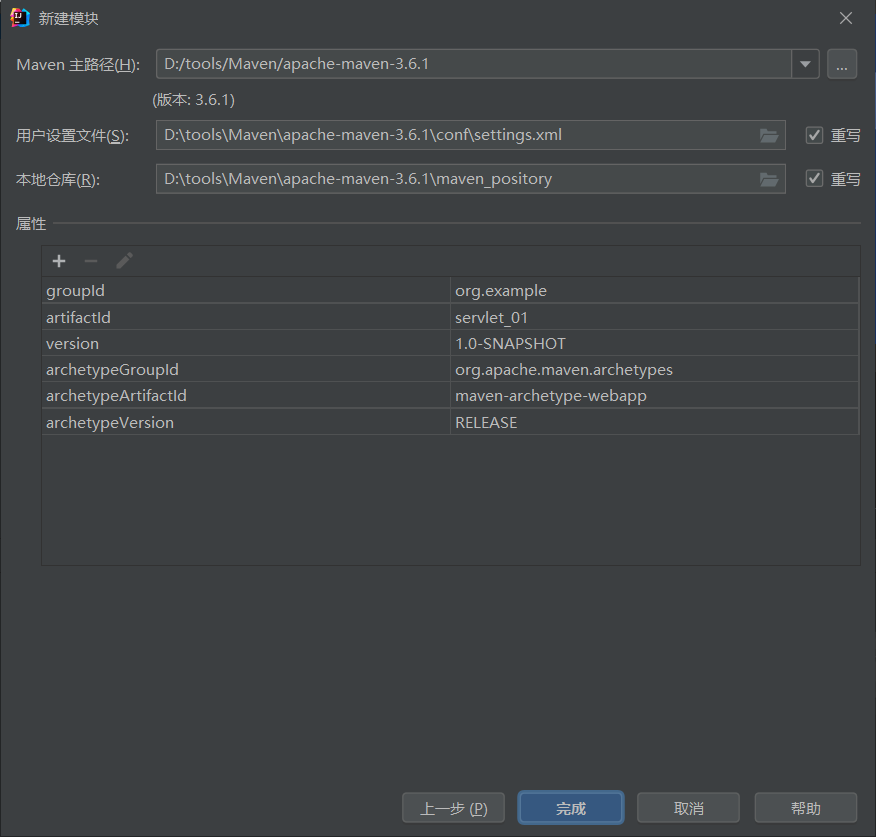 新建模块
Maven 主路径(H): D:/tools/Maven/apache-maven-3.6.1 ...
(版本: 3.6.1)
用户设置文件(S): D:\tools\Maven\apache-maven-3.6.1\conf\settings.xml 重写
本地仓库(R): D:\tools\Maven\apache-maven-3.6.1\maven_pository 重写
属性
groupId org.example
artifactId servlet_01
version 1.0-SNAPSHOT
archetypeGroupId org.apache.maven.archetypes
archetypeArtifactId maven-archetype-webapp
archetypeVersion RELEASE
上一步 (P) 完成 取消 帮助